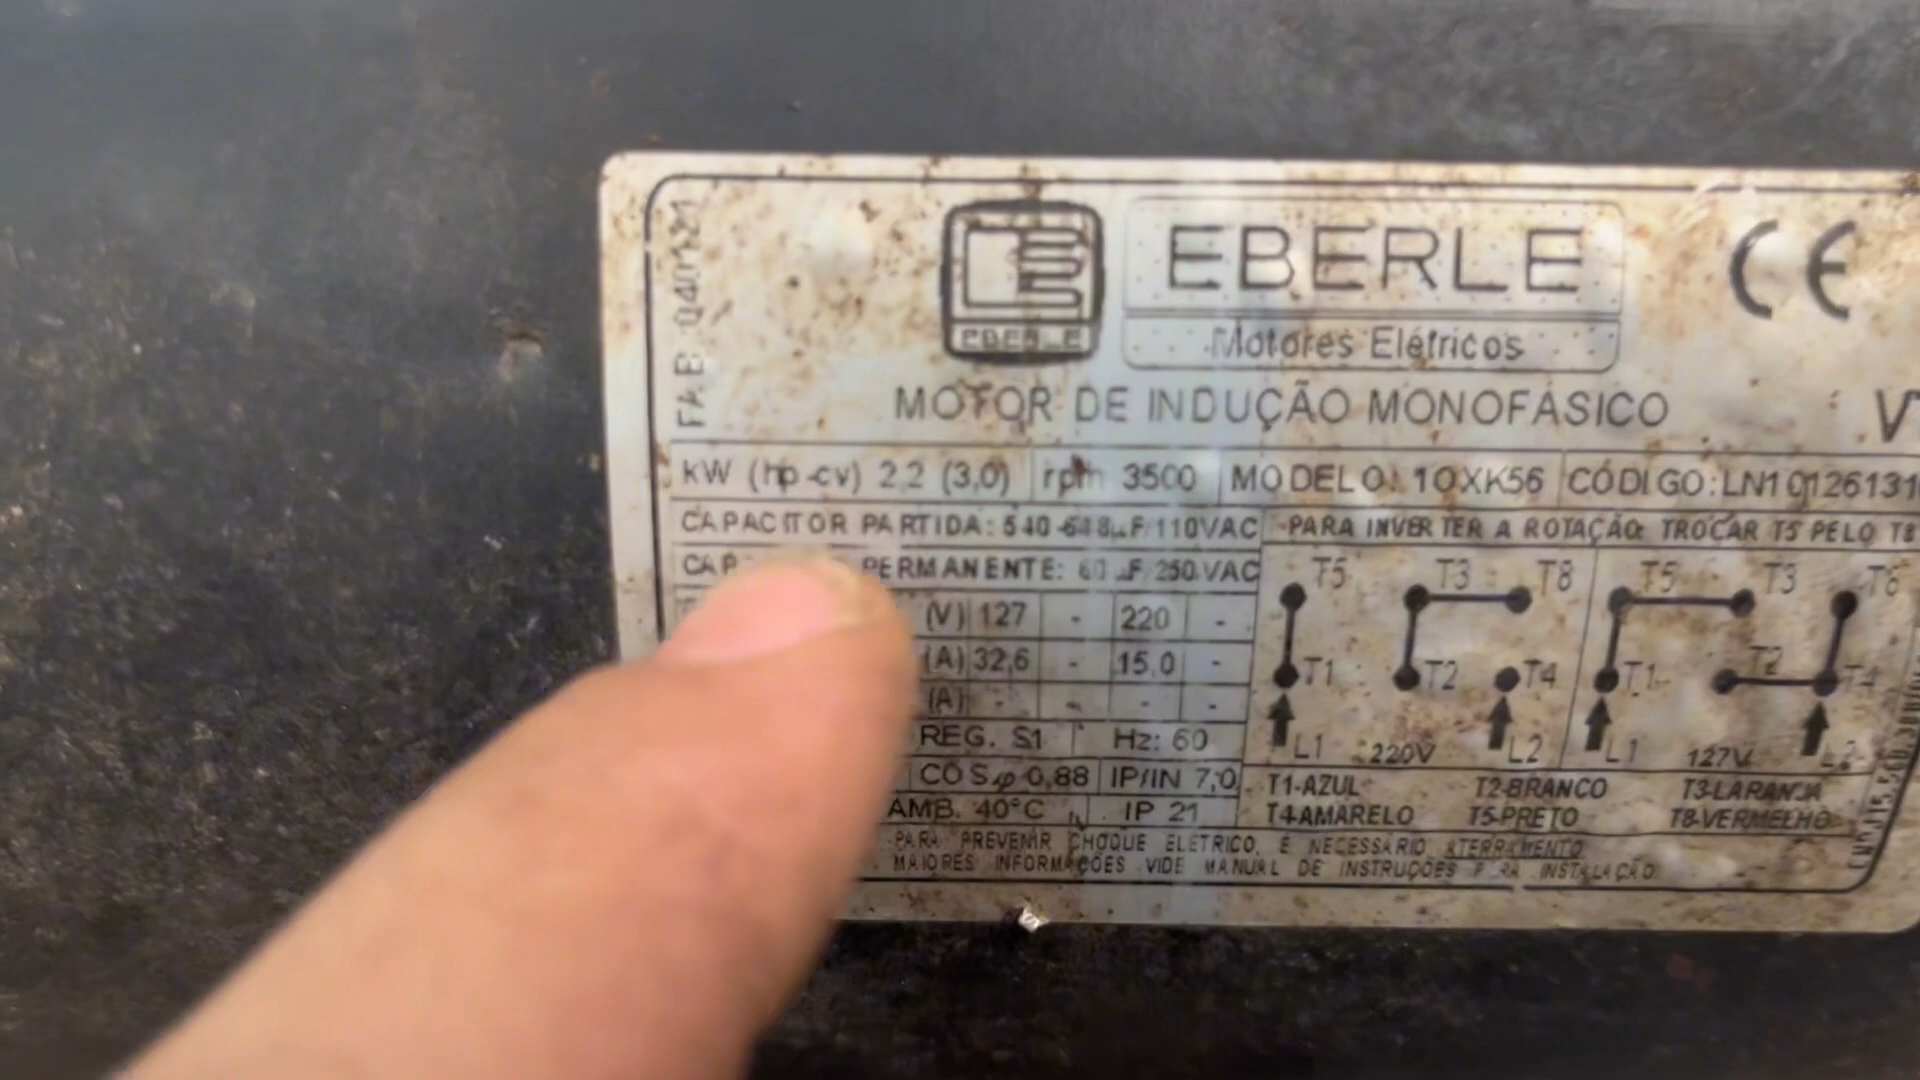 FAB 
EBERLE
EBERLE
Motores Elétricos
CE
MOTOR DE INDUÇÃO MONOFÁSICO
kW (hp-cv) 2,2 (3,0) rpm 3500 MODELO: 10XK56 CÓDIGO:LN10126131
CAPACITOR PARTIDA: 540-648µF/110VAC PARA INVERTER A ROTAÇÃO: TROCAR T5 PELO T8
PERMANENTE: 60µF/250VAC
(V) 127 - 220 -
(A) 32,6 - 15,0 -
(A) - - - -
REG. S1 Hz: 60
COS φ 0,88 IP/IN 7,0
AMB. 40°C IP 21
T5 T3 T8 T5 T3 T8
T1 T2 T4 T1 T2 T4
L1 220V L2 L1 127V L2
T1-AZUL T2-BRANCO T3-LARANJA
T4-AMARELO T5-PRETO T8-VERMELHO
PARA PREVENIR CHOQUE ELÉTRICO, É NECESSÁRIO ATERRAMENTO
MAIORES INFORMAÇÕES VIDE MANUAL DE INSTRUÇÕES PARA INSTALAÇÃO